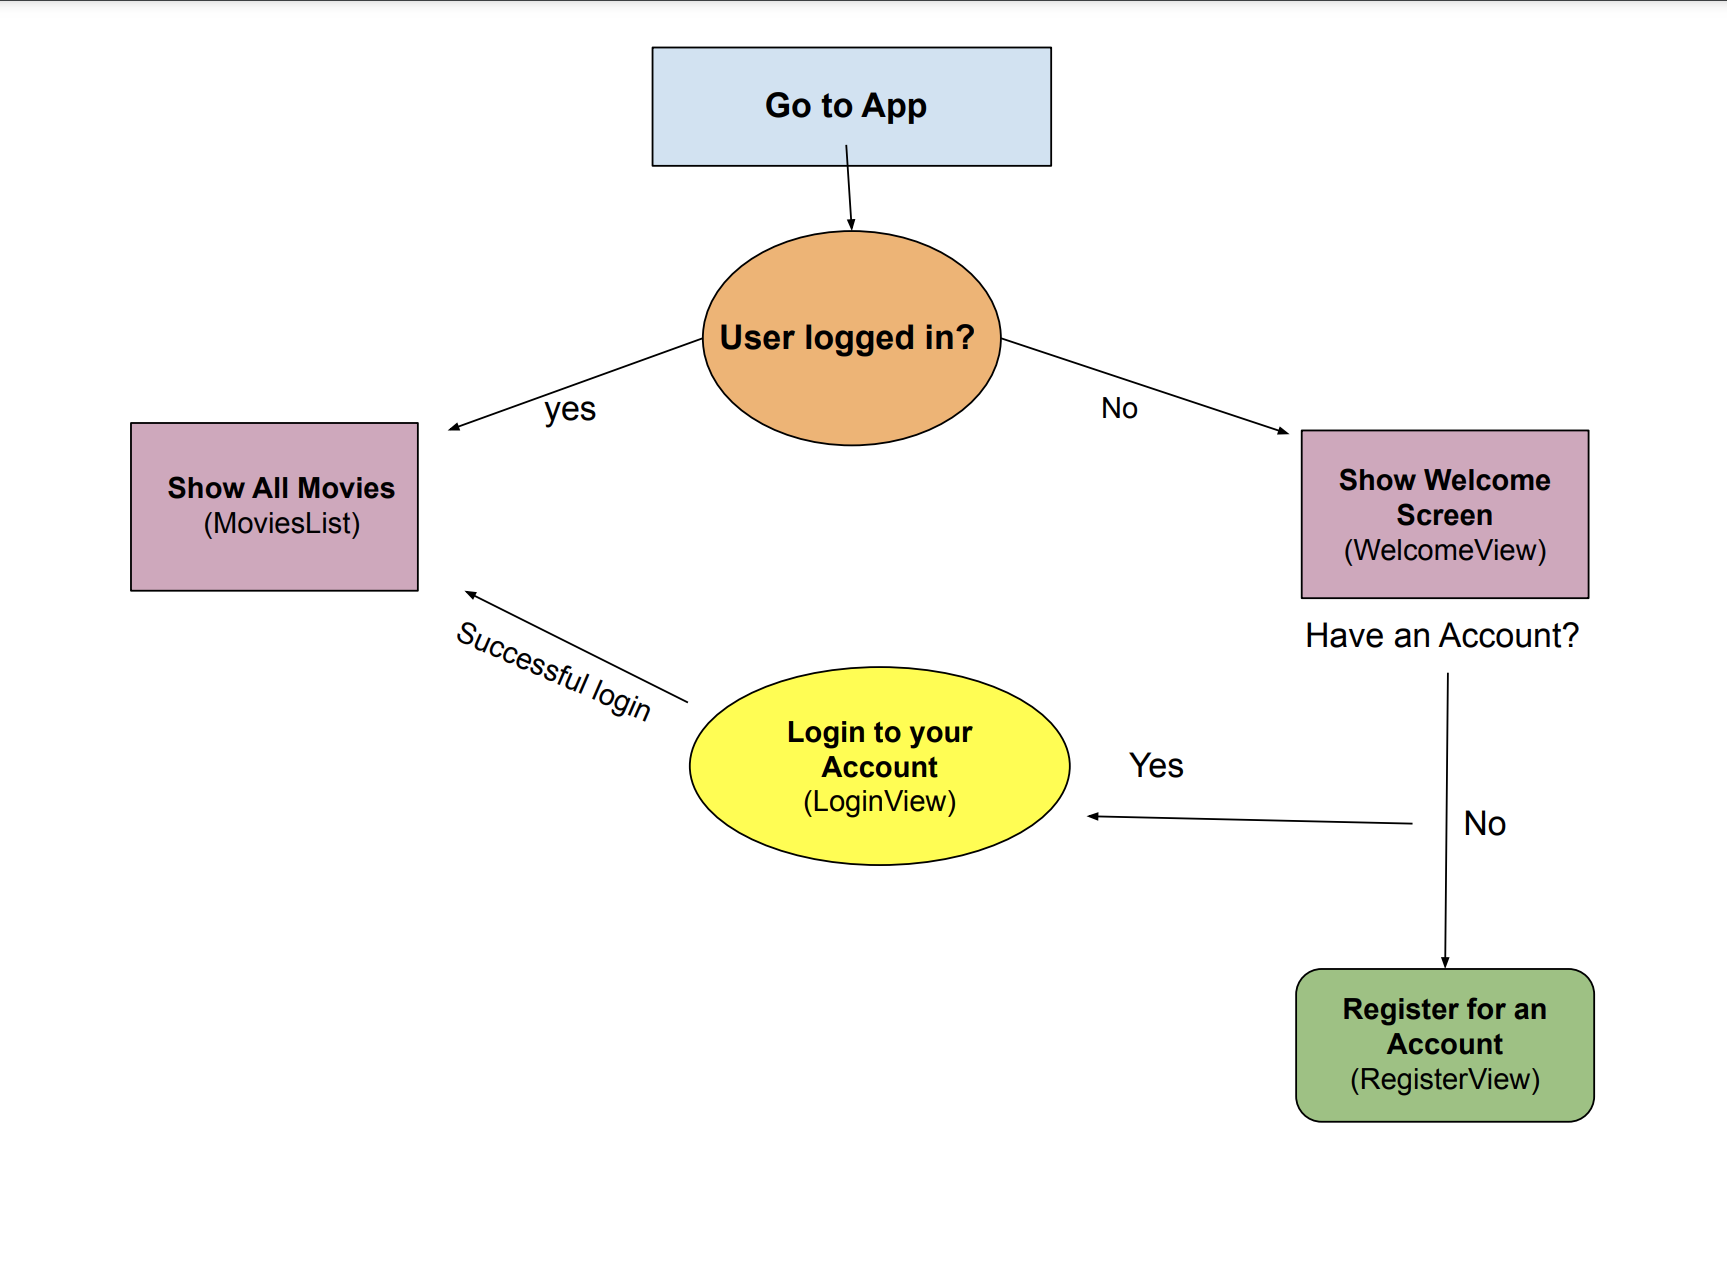 Go to App
User logged in?
yes
No
Show All Movies
(MoviesList)
Show Welcome
Screen
(WelcomeView)
Have an Account?
Successful login
Login to your
Account
(LoginView)
Yes
No
Register for an
Account
(RegisterView)